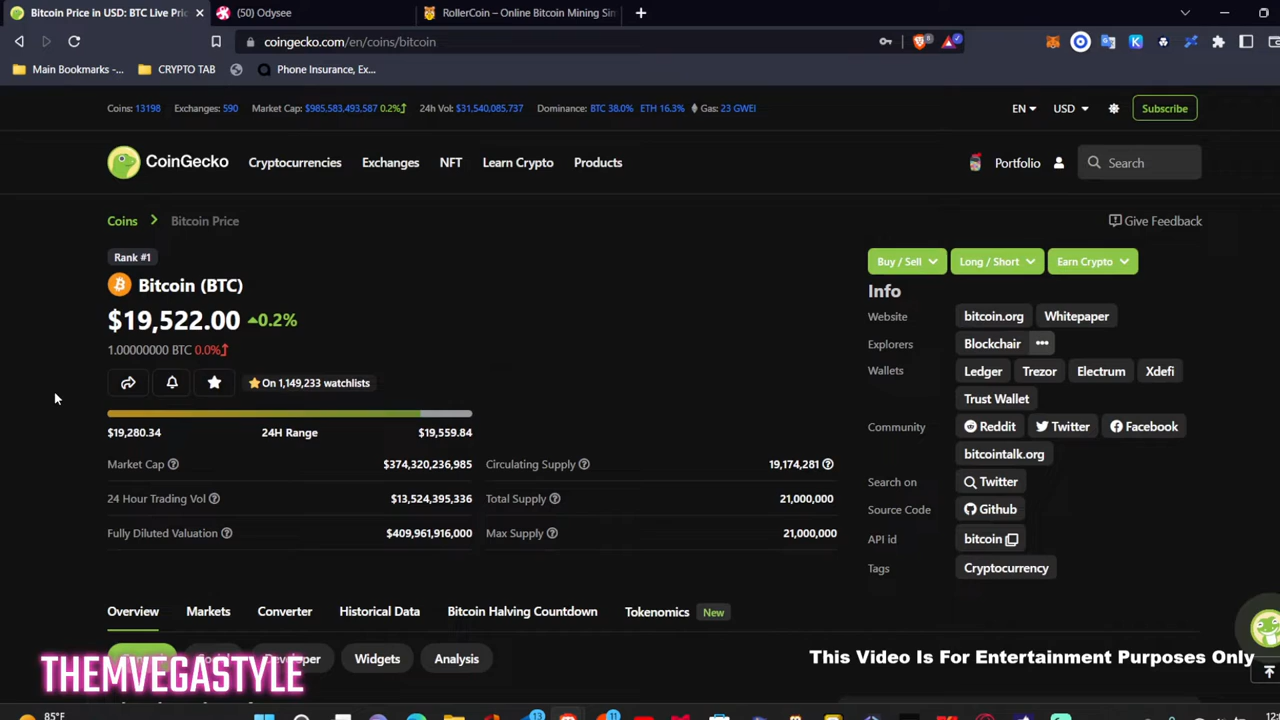 Bitcoin Price in USD: BTC Live Pri
(50) Odysee
RollerCoin – Online Bitcoin Mining Sin
coingecko.com/en/coins/bitcoin
Main Bookmarks -... CRYPTO TAB Phone Insurance, Ex...
Coins: 13198 Exchanges: 590 Market Cap: $985,583,493,587 0.2% 24h Vol: $31,540,085,737 Dominance: BTC 38.0% ETH 16.3% Gas: 23 GWEI EN USD Subscribe
CoinGecko Cryptocurrencies Exchanges NFT Learn Crypto Products Portfolio Search
Coins Bitcoin Price Give Feedback
Rank #1
Bitcoin (BTC)
$19,522.00 0.2%
1.00000000 BTC 0.0%
On 1,149,233 watchlists
$19,280.34 24H Range $19,559.84
Market Cap $374,320,236,985
24 Hour Trading Vol $13,524,395,336
Fully Diluted Valuation $409,961,916,000
Circulating Supply 19,174,281
Total Supply 21,000,000
Max Supply 21,000,000
Buy / Sell Long / Short Earn Crypto
Info
Website bitcoin.org Whitepaper
Explorers Blockchair •••
Wallets Ledger Trezor Electrum Xdefi
Trust Wallet
Community Reddit Twitter Facebook
bitcointalk.org
Search on Twitter
Source Code Github
API id bitcoin
Tags Cryptocurrency
Overview Markets Converter Historical Data Bitcoin Halving Countdown Tokenomics New
Widgets Analysis
THEMVEGASTYLE
This Video Is For Entertainment Purposes Only
85°F